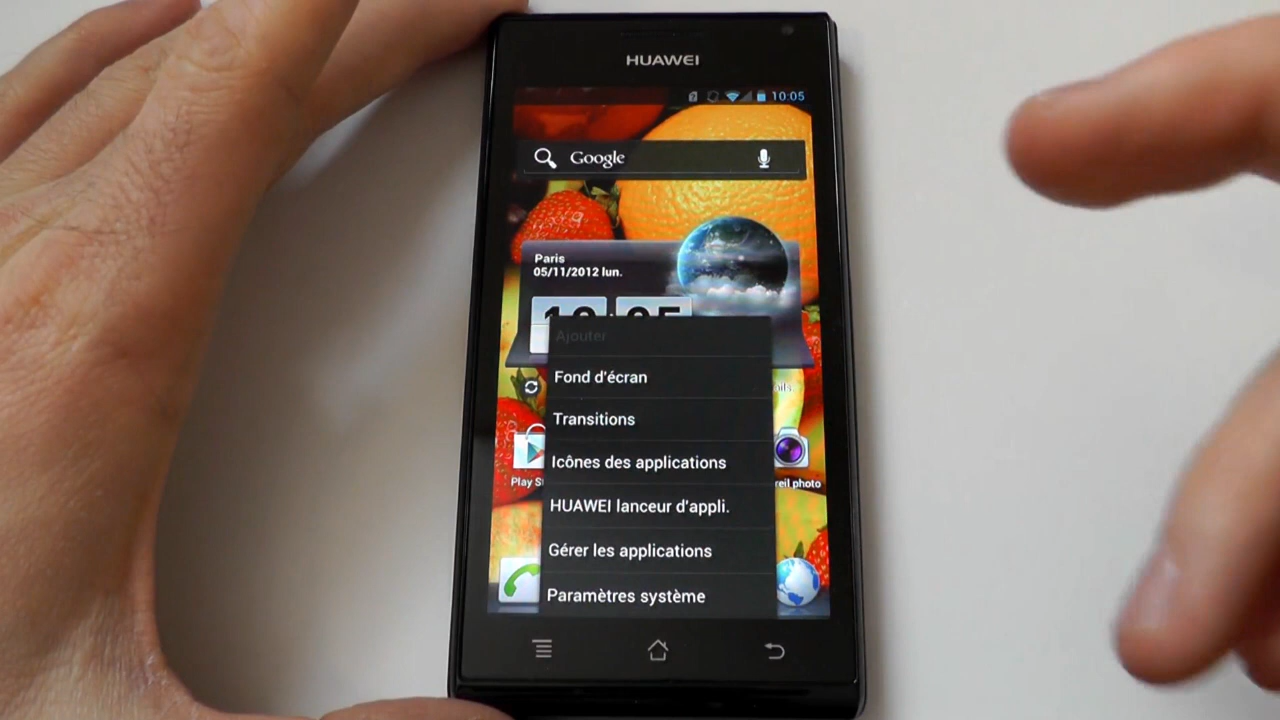 HUAWEI
10:05
Google
Paris
05/11/2012 lun.
Ajouter
Fond d'écran
Transitions
Icônes des applications
HUAWEI lanceur d'appli.
Gérer les applications
Paramètres système